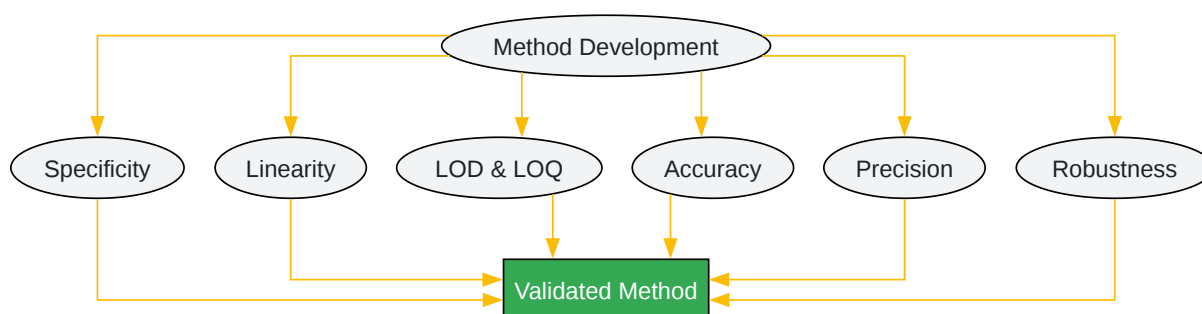 Method Development
Specificity
Linearity
LOD & LOQ
Accuracy
Precision
Robustness
Validated Method